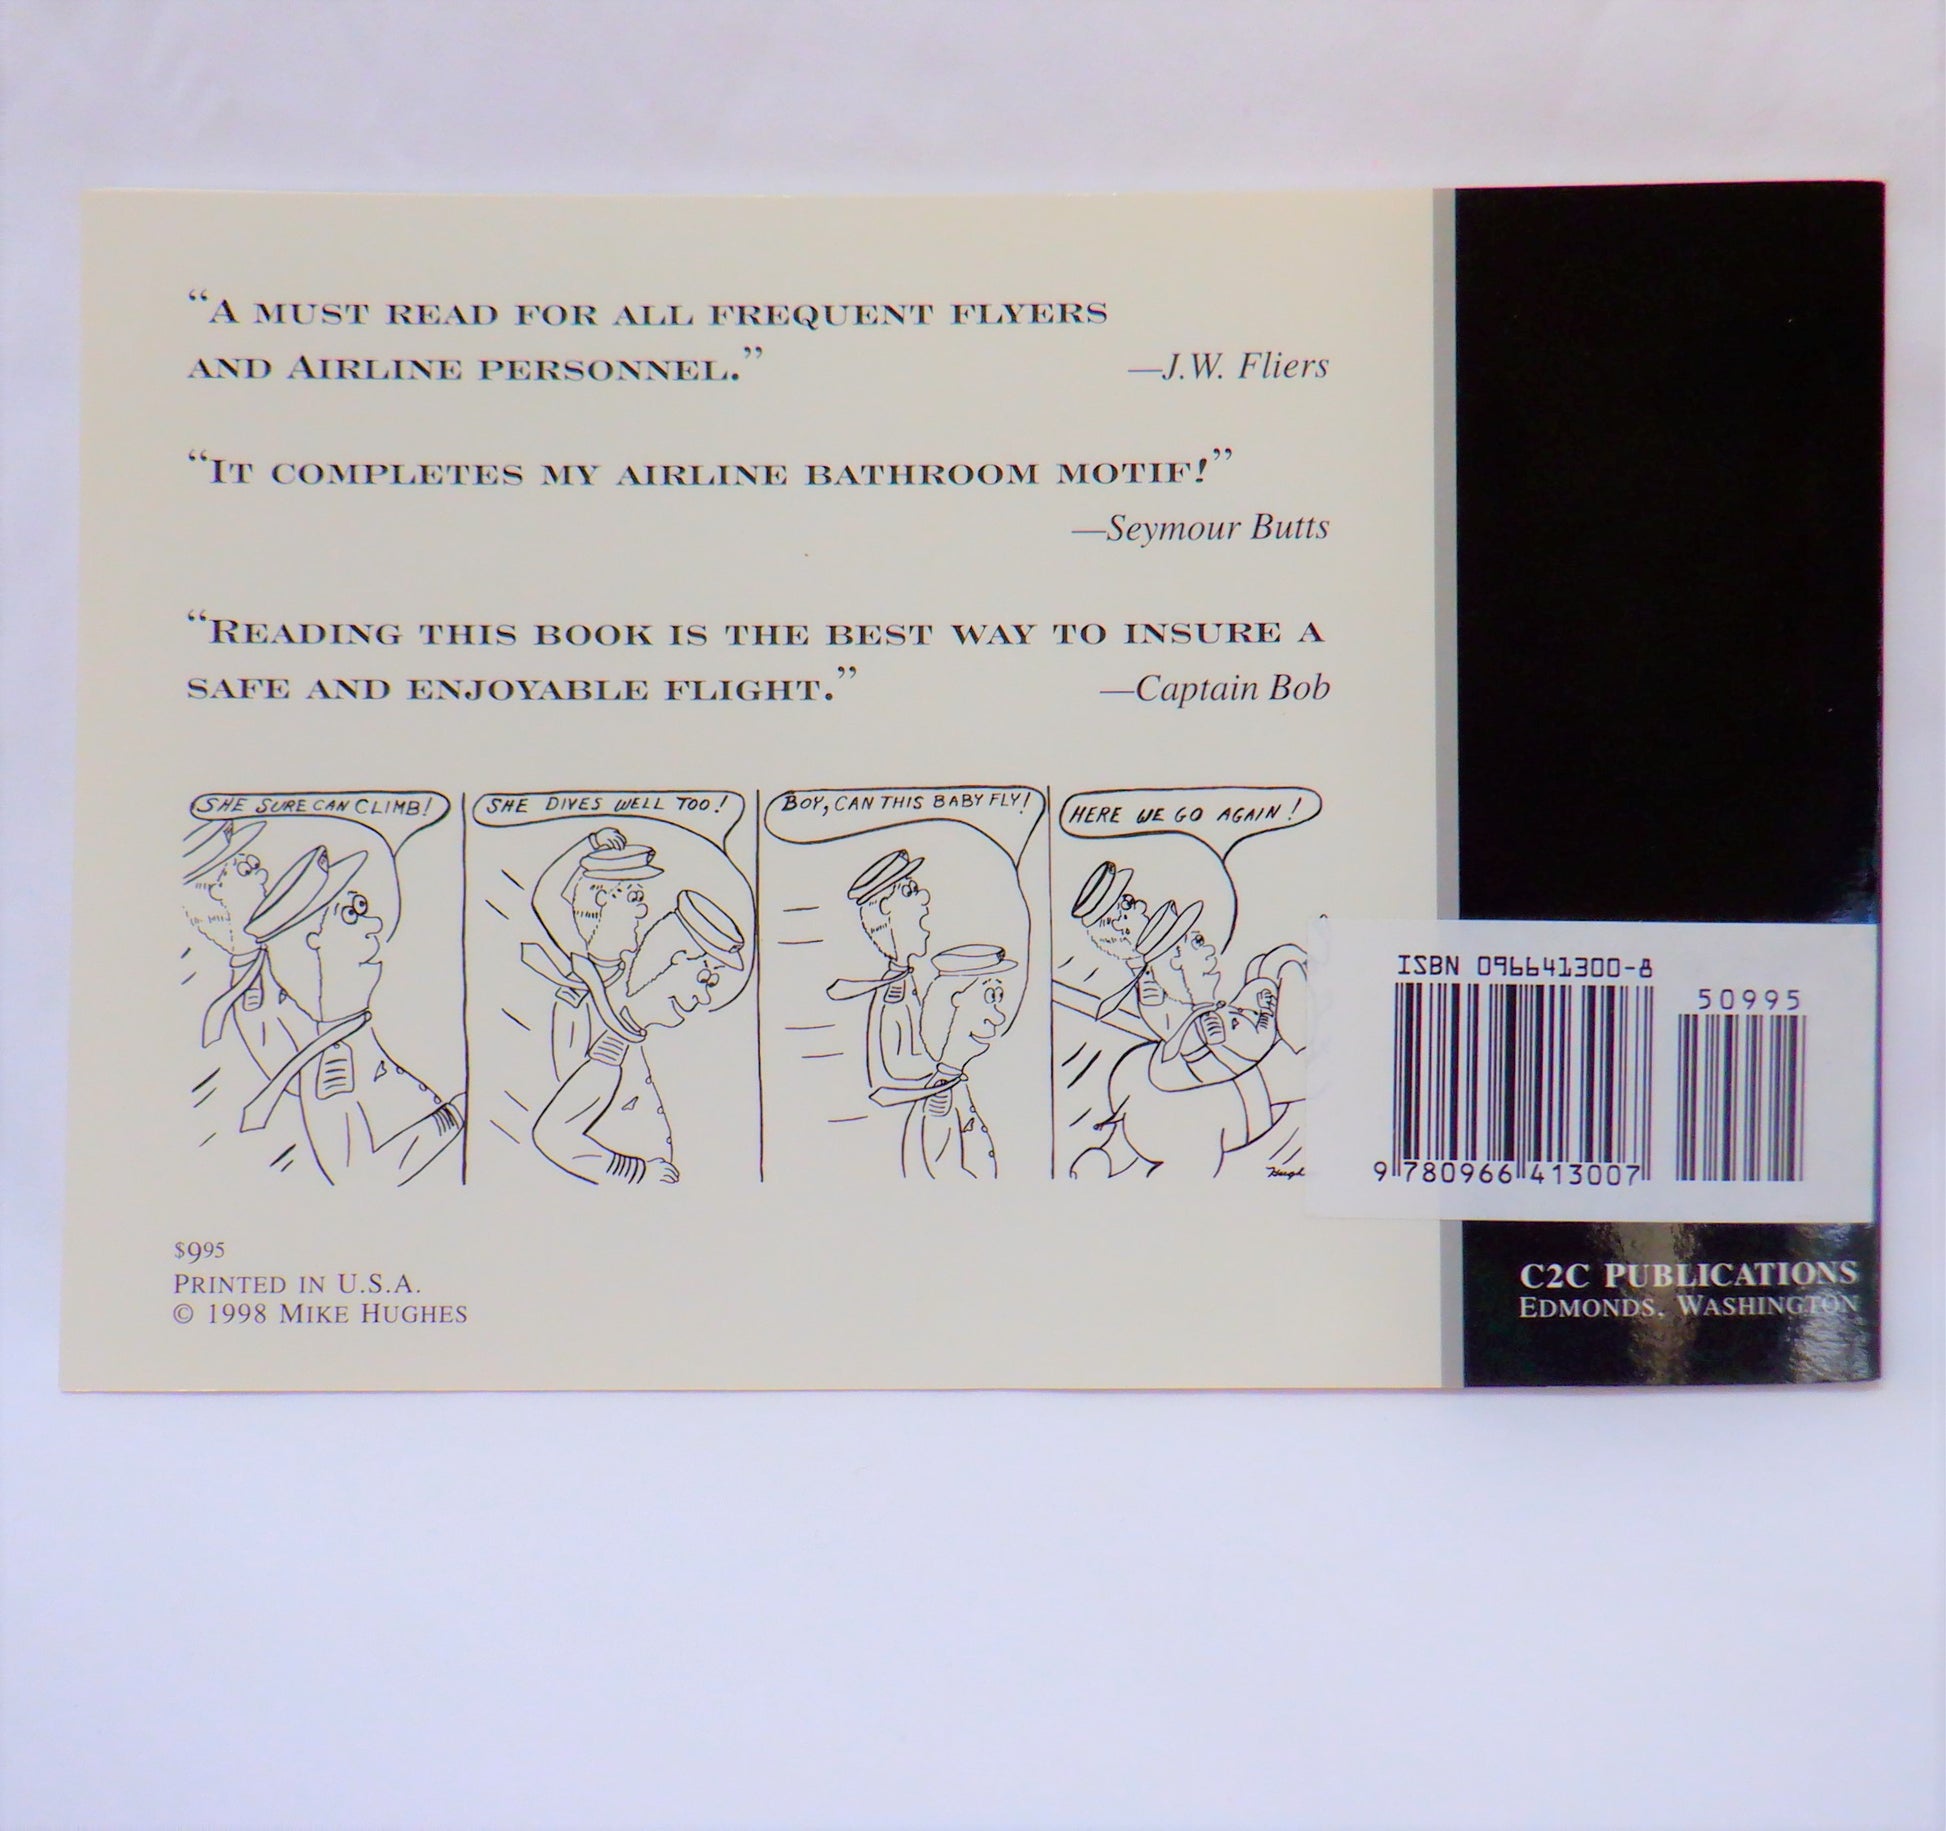 “A MUST READ FOR ALL FREQUENT FLYERS
AND AIRLINE PERSONNEL.” —J.W. Fliers
“IT COMPLETES MY AIRLINE BATHROOM MOTIF!”
—Seymour Butts
“READING THIS BOOK IS THE BEST WAY TO INSURE A
SAFE AND ENJOYABLE FLIGHT.” —Captain Bob
SHE SURE CAN CLIMB!
SHE DIVES WELL TOO!
BOY, CAN THIS BABY FLY!
HERE WE GO AGAIN!
ISBN 096641300-8
50995
9 780966 413007
$995
PRINTED IN U.S.A.
© 1998 MIKE HUGHES
C2C PUBLICATIONS
EDMONDS, WASHINGTON